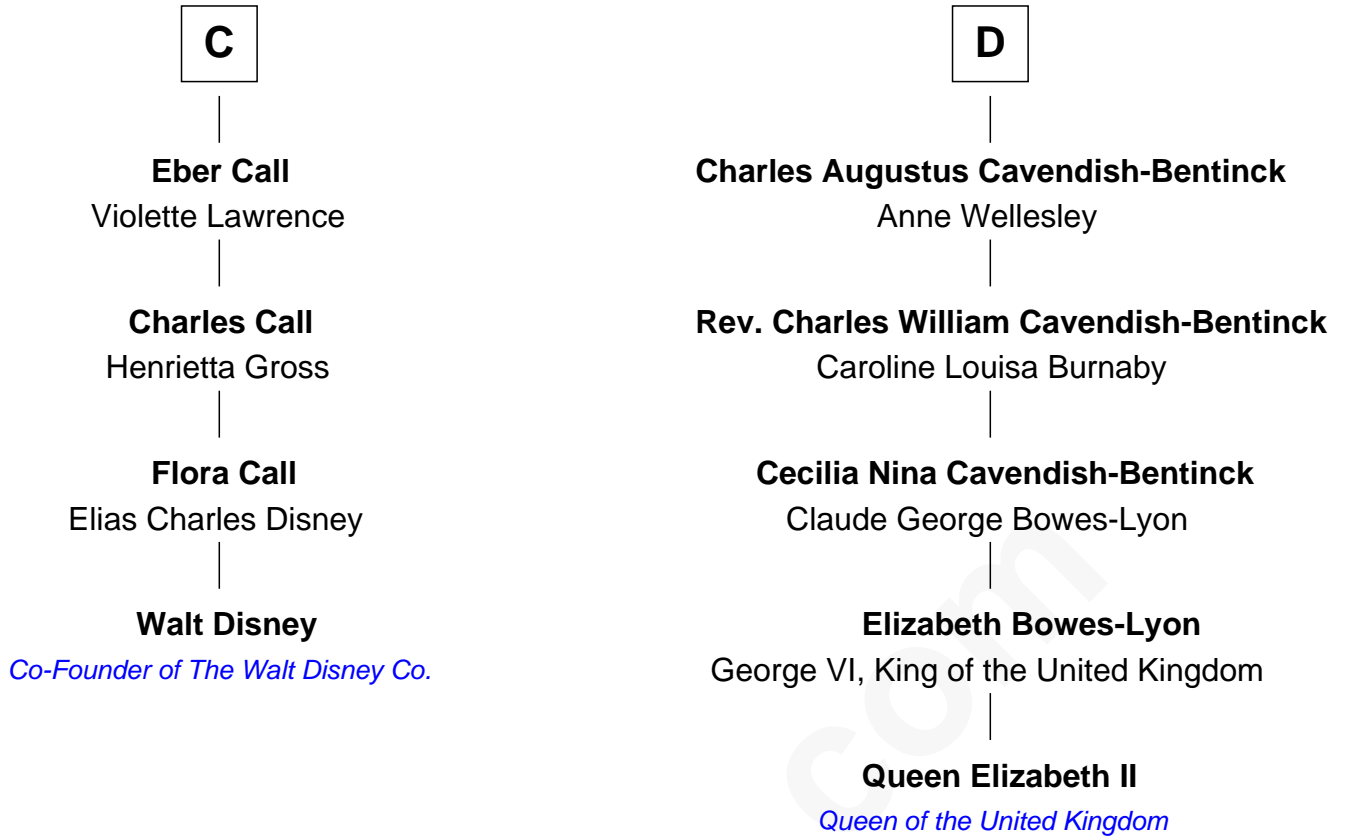 C
Eber Call
Violette Lawrence
Charles Call
Henrietta Gross
Flora Call
Elias Charles Disney
Walt Disney
Co-Founder of The Walt Disney Co.
D
Charles Augustus Cavendish-Bentinck
Anne Wellesley
Rev. Charles William Cavendish-Bentinck
Caroline Louisa Burnaby
Cecilia Nina Cavendish-Bentinck
Claude George Bowes-Lyon
Elizabeth Bowes-Lyon
George VI, King of the United Kingdom
Queen Elizabeth II
Queen of the United Kingdom
com